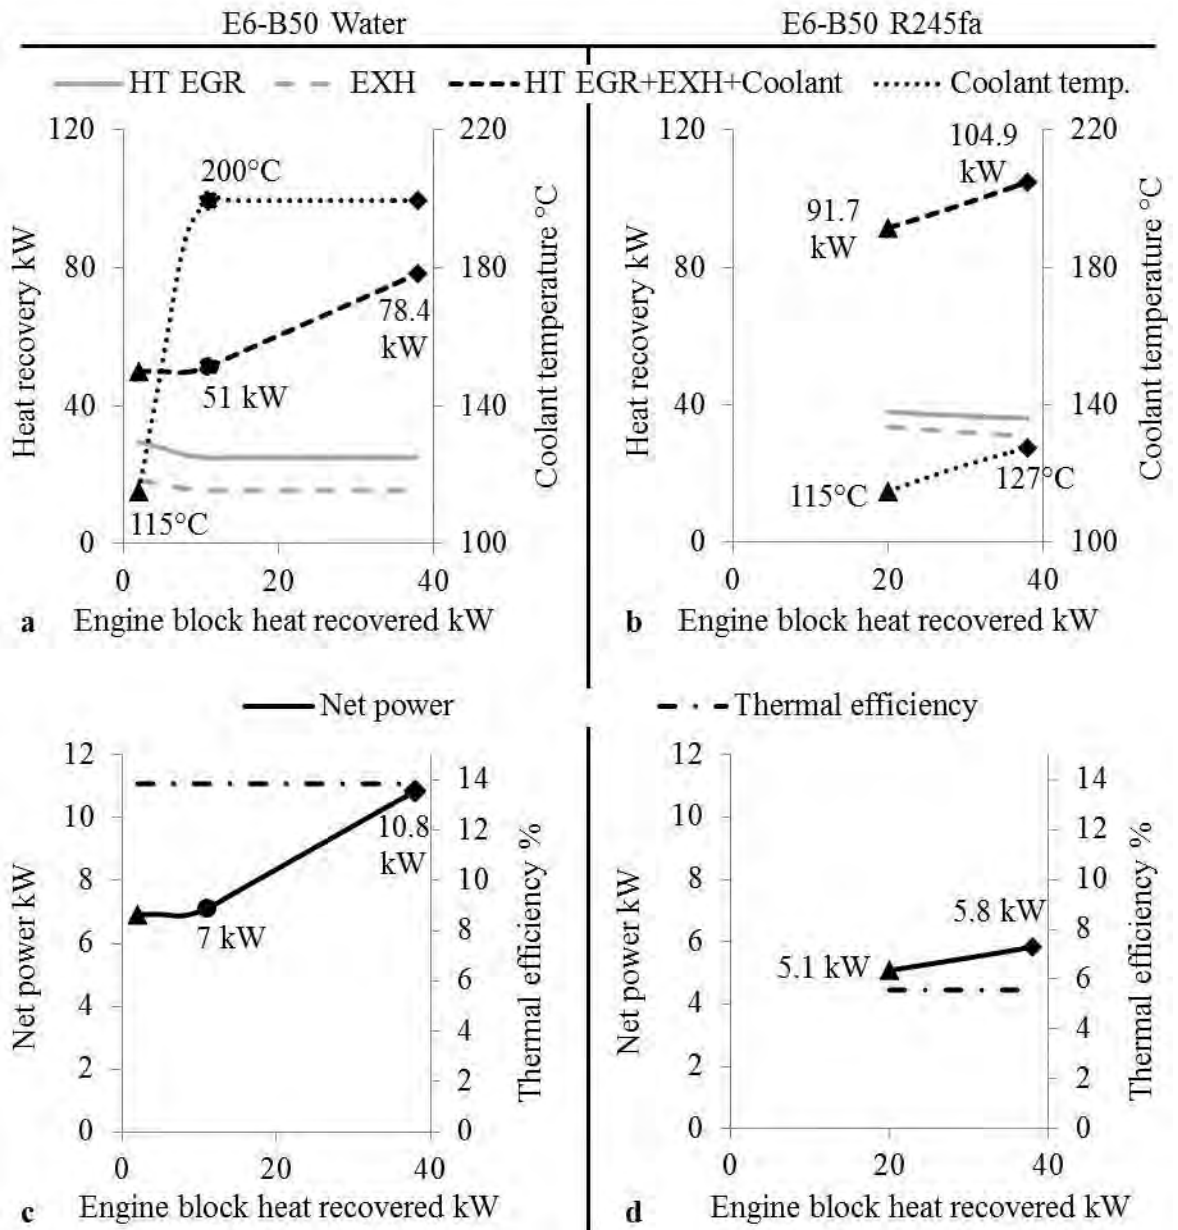 E6-B50 Water
E6-B50 R245fa
HT EGR
EXH
HT EGR+EXH+Coolant
Coolant temp.
120
80
40
0
Heat recovery kW
220
180
140
100
Coolant temperature °C
200°C
78.4
kW
51 kW
115°C
0
20
40
a
Engine block heat recovered kW
120
80
40
0
Heat recovery kW
220
180
140
100
Coolant temperature °C
104.9
kW
91.7
kW
115°C
127°C
0
20
40
b
Engine block heat recovered kW
Net power
Thermal efficiency
12
10
8
6
4
2
0
Net power kW
14
12
10
8
6
4
2
0
Thermal efficiency %
10.8
kW
7 kW
0
20
40
c
Engine block heat recovered kW
12
10
8
6
4
2
0
Net power kW
14
12
10
8
6
4
2
0
Thermal efficiency %
5.8 kW
5.1 kW
0
20
40
d
Engine block heat recovered kW